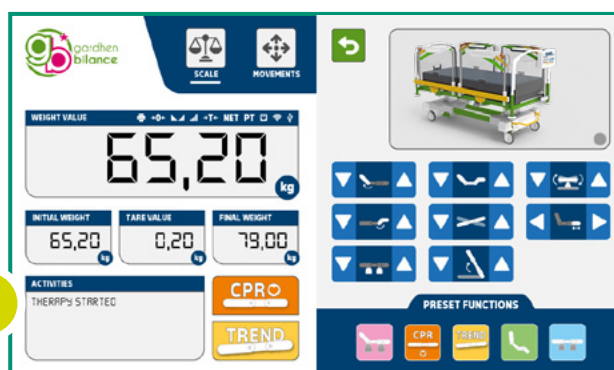 gardhen
bilance
SCALE
MOVEMENTS
WEIGHT VALUE
→0← →T← NET PT
65,20
kg
INITIAL WEIGHT
TARE VALUE
FINAL WEIGHT
65,20
kg
0,20
kg
79,00
kg
ACTIVITIES
THERAPY STARTED
CPR
TREND
PRESET FUNCTIONS
CPR
TREND